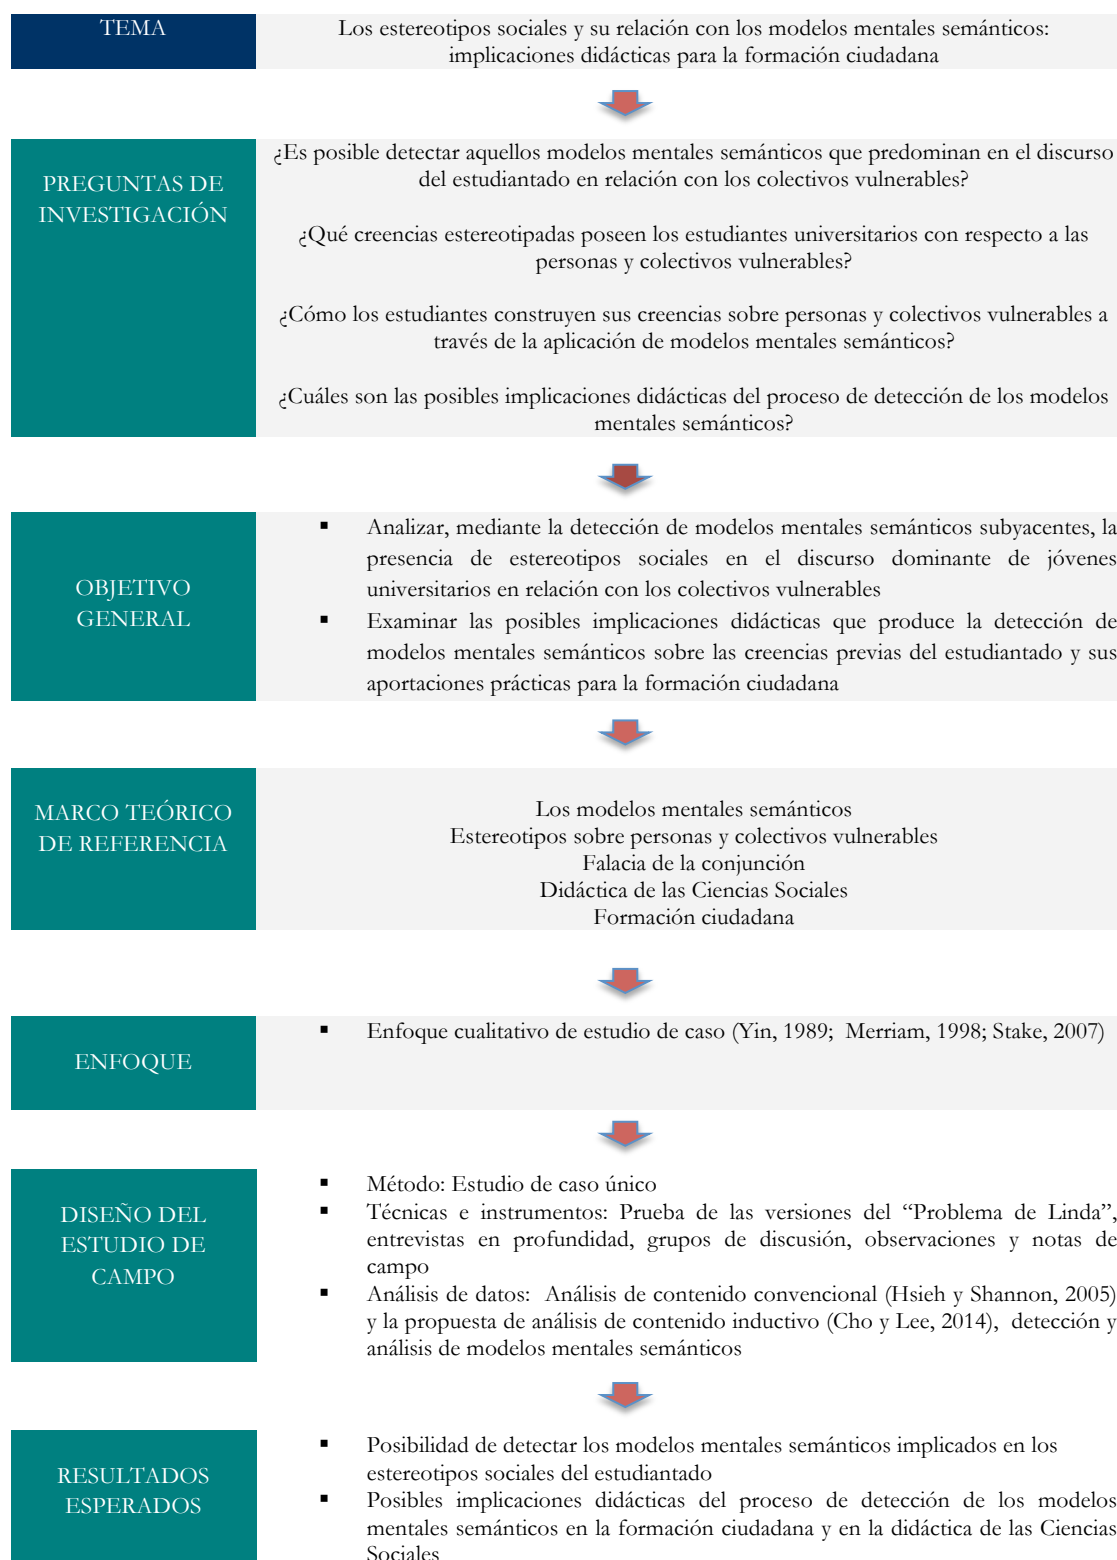 TEMA
Los estereotipos sociales y su relación con los modelos mentales semánticos:
implicaciones didácticas para la formación ciudadana
PREGUNTAS DE
INVESTIGACIÓN
¿Es posible detectar aquellos modelos mentales semánticos que predominan en el discurso
del estudiantado en relación con los colectivos vulnerables?
¿Qué creencias estereotipadas poseen los estudiantes universitarios con respecto a las
personas y colectivos vulnerables?
¿Cómo los estudiantes construyen sus creencias sobre personas y colectivos vulnerables a
través de la aplicación de modelos mentales semánticos?
¿Cuáles son las posibles implicaciones didácticas del proceso de detección de los modelos
mentales semánticos?
OBJETIVO
GENERAL
▪ Analizar, mediante la detección de modelos mentales semánticos subyacentes, la
presencia de estereotipos sociales en el discurso dominante de jóvenes
universitarios en relación con los colectivos vulnerables
▪ Examinar las posibles implicaciones didácticas que produce la detección de
modelos mentales semánticos sobre las creencias previas del estudiantado y sus
aportaciones prácticas para la formación ciudadana
MARCO TEÓRICO
DE REFERENCIA
Los modelos mentales semánticos
Estereotipos sobre personas y colectivos vulnerables
Falacia de la conjunción
Didáctica de las Ciencias Sociales
Formación ciudadana
ENFOQUE
▪ Enfoque cualitativo de estudio de caso (Yin, 1989; Merriam, 1998; Stake, 2007)
DISEÑO DEL
ESTUDIO DE
CAMPO
▪ Método: Estudio de caso único
▪ Técnicas e instrumentos: Prueba de las versiones del “Problema de Linda”,
entrevistas en profundidad, grupos de discusión, observaciones y notas de
campo
▪ Análisis de datos: Análisis de contenido convencional (Hsieh y Shannon, 2005)
y la propuesta de análisis de contenido inductivo (Cho y Lee, 2014), detección y
análisis de modelos mentales semánticos
RESULTADOS
ESPERADOS
▪ Posibilidad de detectar los modelos mentales semánticos implicados en los
estereotipos sociales del estudiantado
▪ Posibles implicaciones didácticas del proceso de detección de los modelos
mentales semánticos en la formación ciudadana y en la didáctica de las Ciencias
Sociales